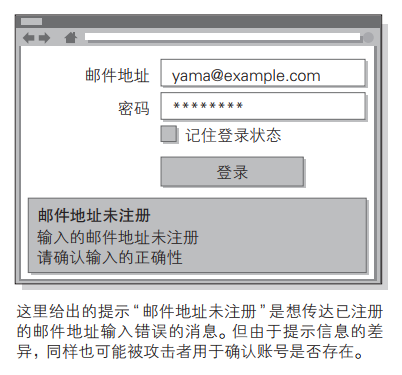 邮件地址 yama@example.com
密码 ********
记住登录状态
登录
邮件地址未注册
输入的邮件地址未注册
请确认输入的正确性
这里给出的提示“邮件地址未注册”是想传达已注册
的邮件地址输入错误的消息。但由于提示信息的差
异，同样也可能被攻击者用于确认账号是否存在。